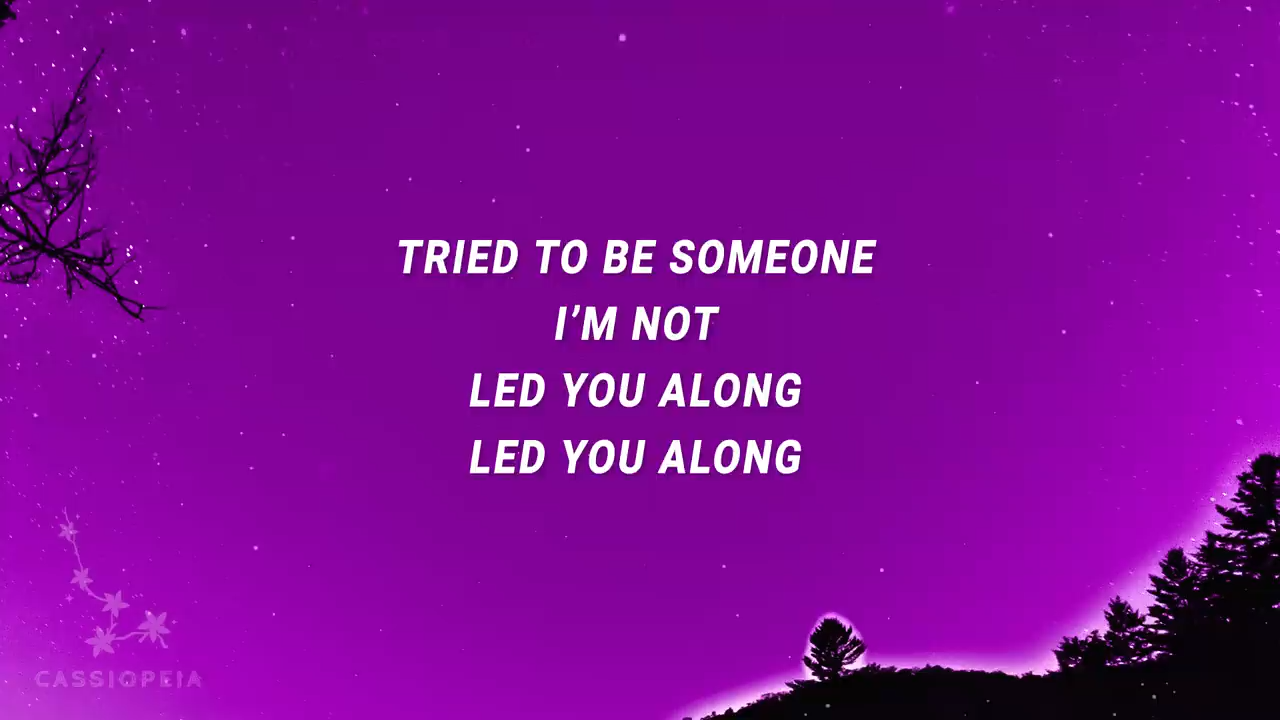 TRIED TO BE SOMEONE
I’M NOT
LED YOU ALONG
LED YOU ALONG
CASSIOPEIA